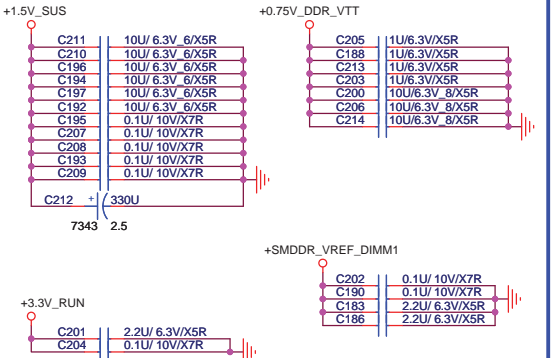 +1.5V_SUS
C211 10U/ 6.3V_6/X5R
C210 10U/ 6.3V_6/X5R
C196 10U/ 6.3V_6/X5R
C194 10U/ 6.3V_6/X5R
C197 10U/ 6.3V_6/X5R
C192 10U/ 6.3V_6/X5R
C195 0.1U/ 10V/X7R
C207 0.1U/ 10V/X7R
C208 0.1U/ 10V/X7R
C193 0.1U/ 10V/X7R
C209 0.1U/ 10V/X7R
C212 + 330U
7343 2.5
+0.75V_DDR_VTT
C205 1U/6.3V/X5R
C188 1U/6.3V/X5R
C213 1U/6.3V/X5R
C203 1U/6.3V/X5R
C200 10U/6.3V_8/X5R
C206 10U/6.3V_8/X5R
C214 10U/6.3V_8/X5R
+SMDDR_VREF_DIMM1
C202 0.1U/ 10V/X7R
C190 0.1U/ 10V/X7R
C183 2.2U/ 6.3V/X5R
C186 2.2U/ 6.3V/X5R
+3.3V_RUN
C201 2.2U/ 6.3V/X5R
C204 0.1U/ 10V/X7R